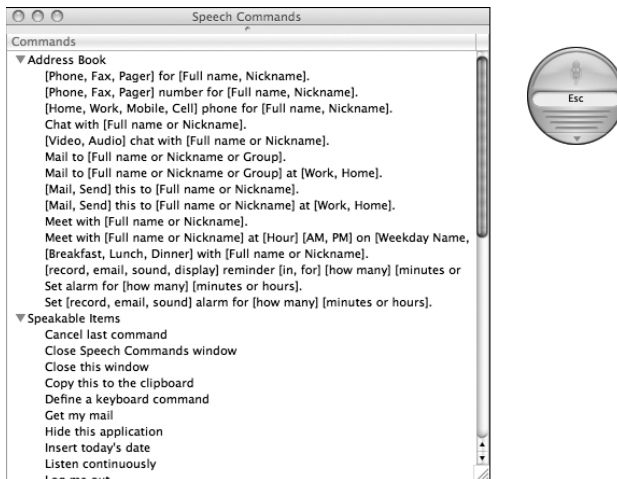 Speech Commands
Commands
Address Book
[Phone, Fax, Pager] for [Full name, Nickname].
[Phone, Fax, Pager] number for [Full name, Nickname].
[Home, Work, Mobile, Cell] phone for [Full name, Nickname].
Chat with [Full name or Nickname].
[Video, Audio] chat with [Full name or Nickname].
Mail to [Full name or Nickname or Group].
Mail to [Full name or Nickname or Group] at [Work, Home].
[Mail, Send] this to [Full name or Nickname].
[Mail, Send] this to [Full name or Nickname] at [Work, Home].
Meet with [Full name or Nickname].
Meet with [Full name or Nickname] at [Hour] [AM, PM] on [Weekday Name,
[Breakfast, Lunch, Dinner] with [Full name or Nickname].
[record, email, sound, display] reminder [in, for] [how many] [minutes or
Set alarm for [how many] [minutes or hours].
Set [record, email, sound] alarm for [how many] [minutes or hours].
Speakable Items
Cancel last command
Close Speech Commands window
Close this window
Copy this to the clipboard
Define a keyboard command
Get my mail
Hide this application
Insert today's date
Listen continuously
Log me out
Esc